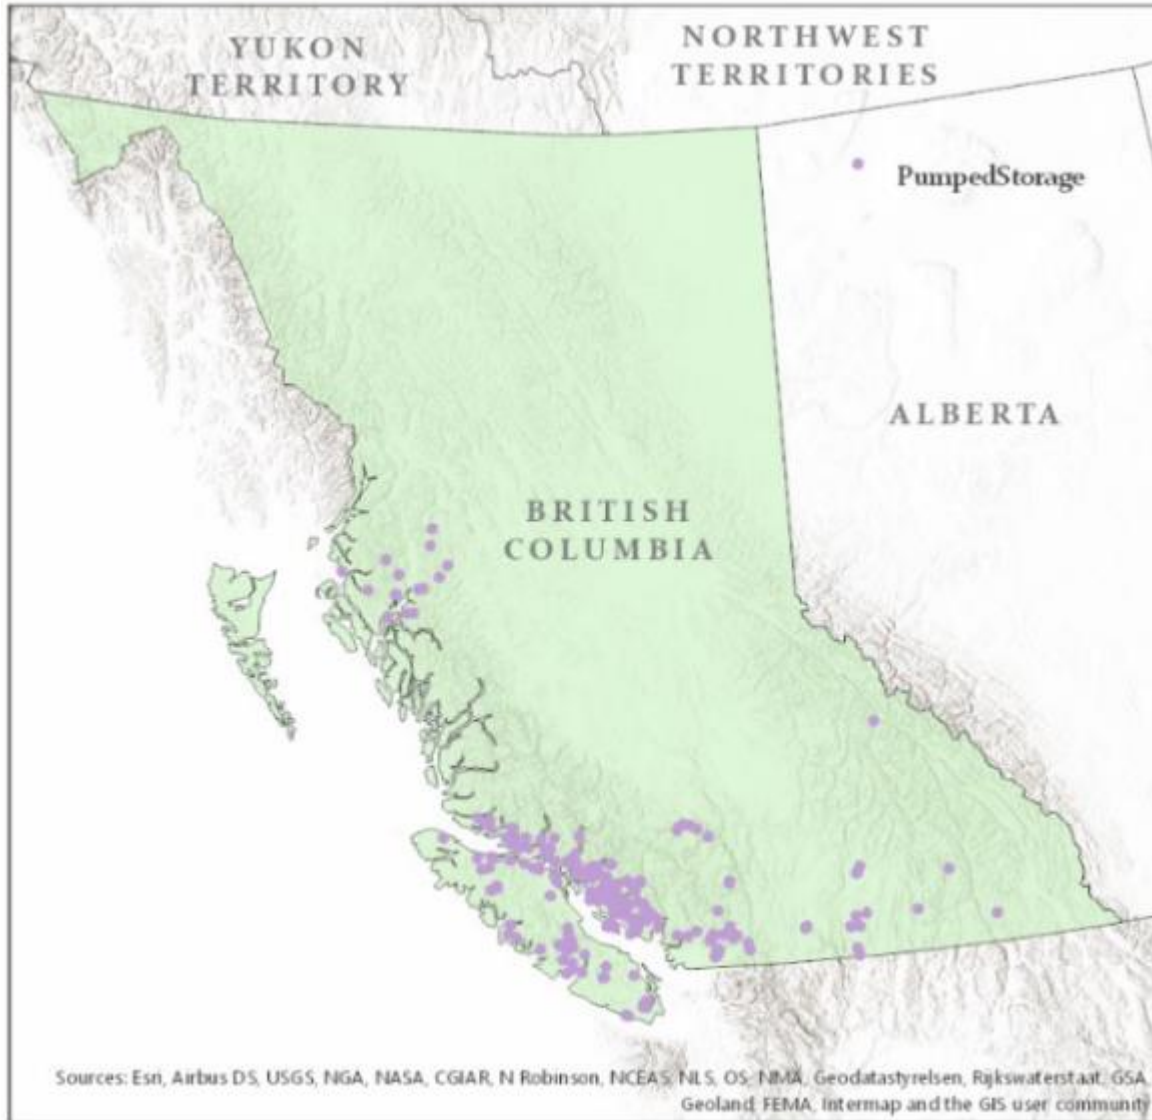 YUKON
TERRITORY
NORTHWEST
TERRITORIES
PumpedStorage
ALBERTA
BRITISH
COLUMBIA
Sources: Esri, Airbus DS, USGS, NGA, NASA, CGIAR, N Robinson, NCEAS, NLS, OS, NMA, Geodatastyrelsen, Rijkswaterstaat, GSA,
Geoland, FEMA, Intermap and the GIS user community